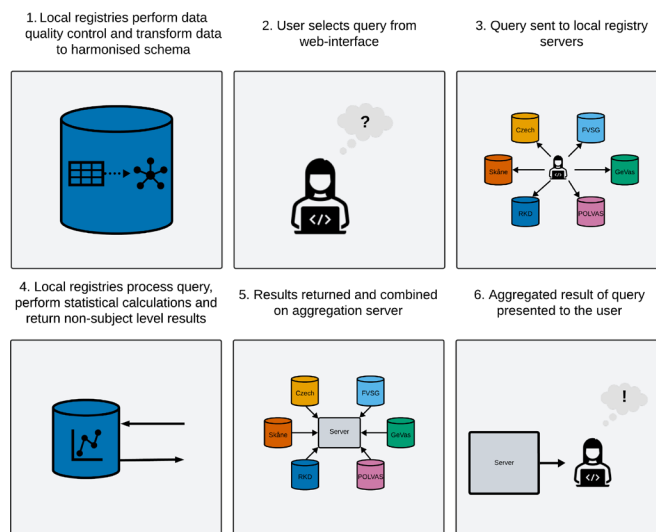 1. Local registries perform data
quality control and transform data
to harmonised schema
2. User selects query from
web-interface
3. Query sent to local registry
servers
?
</>
Czech
FVSG
Skåne
GeVas
RKD
POLVAS
4. Local registries process query,
perform statistical calculations and
return non-subject level results
5. Results returned and combined
on aggregation server
6. Aggregated result of query
presented to the user
Czech
FVSG
Skåne
Server
GeVas
RKD
POLVAS
!
Server
</>